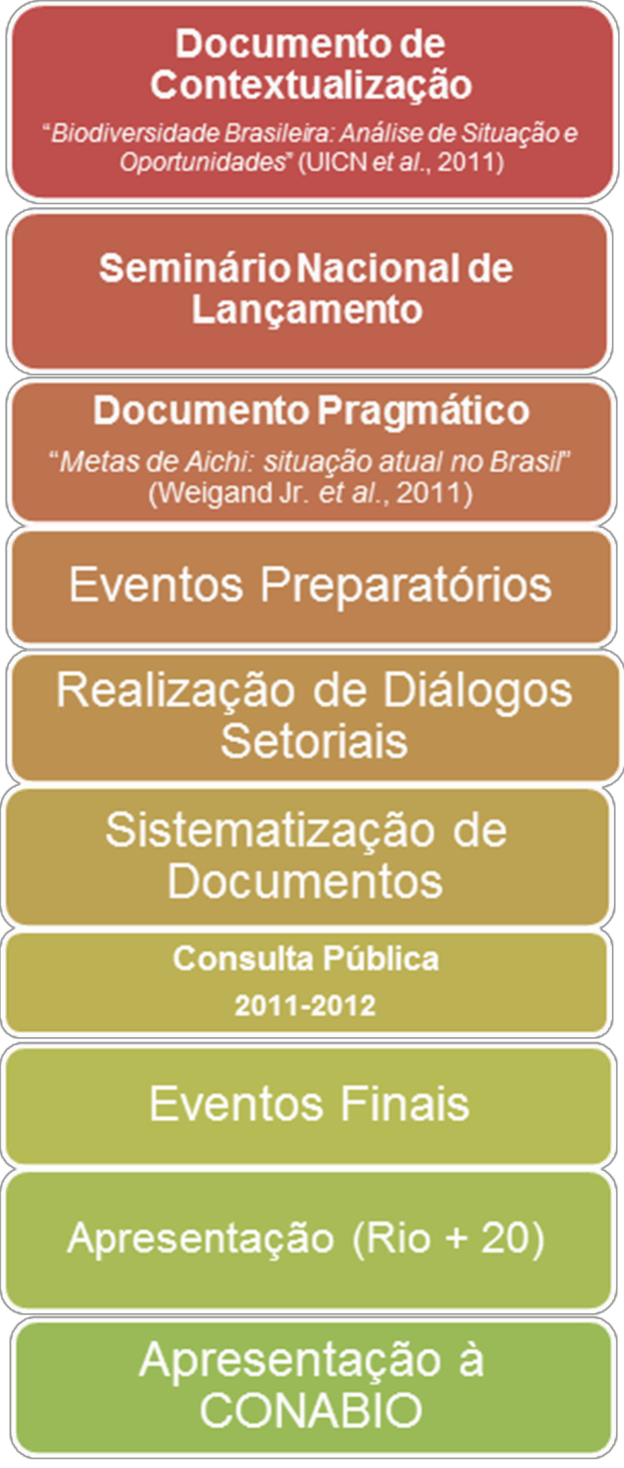 Documento de
Contextualização
“Biodiversidade Brasileira: Análise de Situação e
Oportunidades” (UICN et al., 2011)
Seminário Nacional de
Lançamento
Documento Pragmático
“Metas de Aichi: situação atual no Brasil”
(Weigand Jr. et al., 2011)
Eventos Preparatórios
Realização de Diálogos
Setoriais
Sistematização de
Documentos
Consulta Pública
2011-2012
Eventos Finais
Apresentação (Rio + 20)
Apresentação à
CONABIO